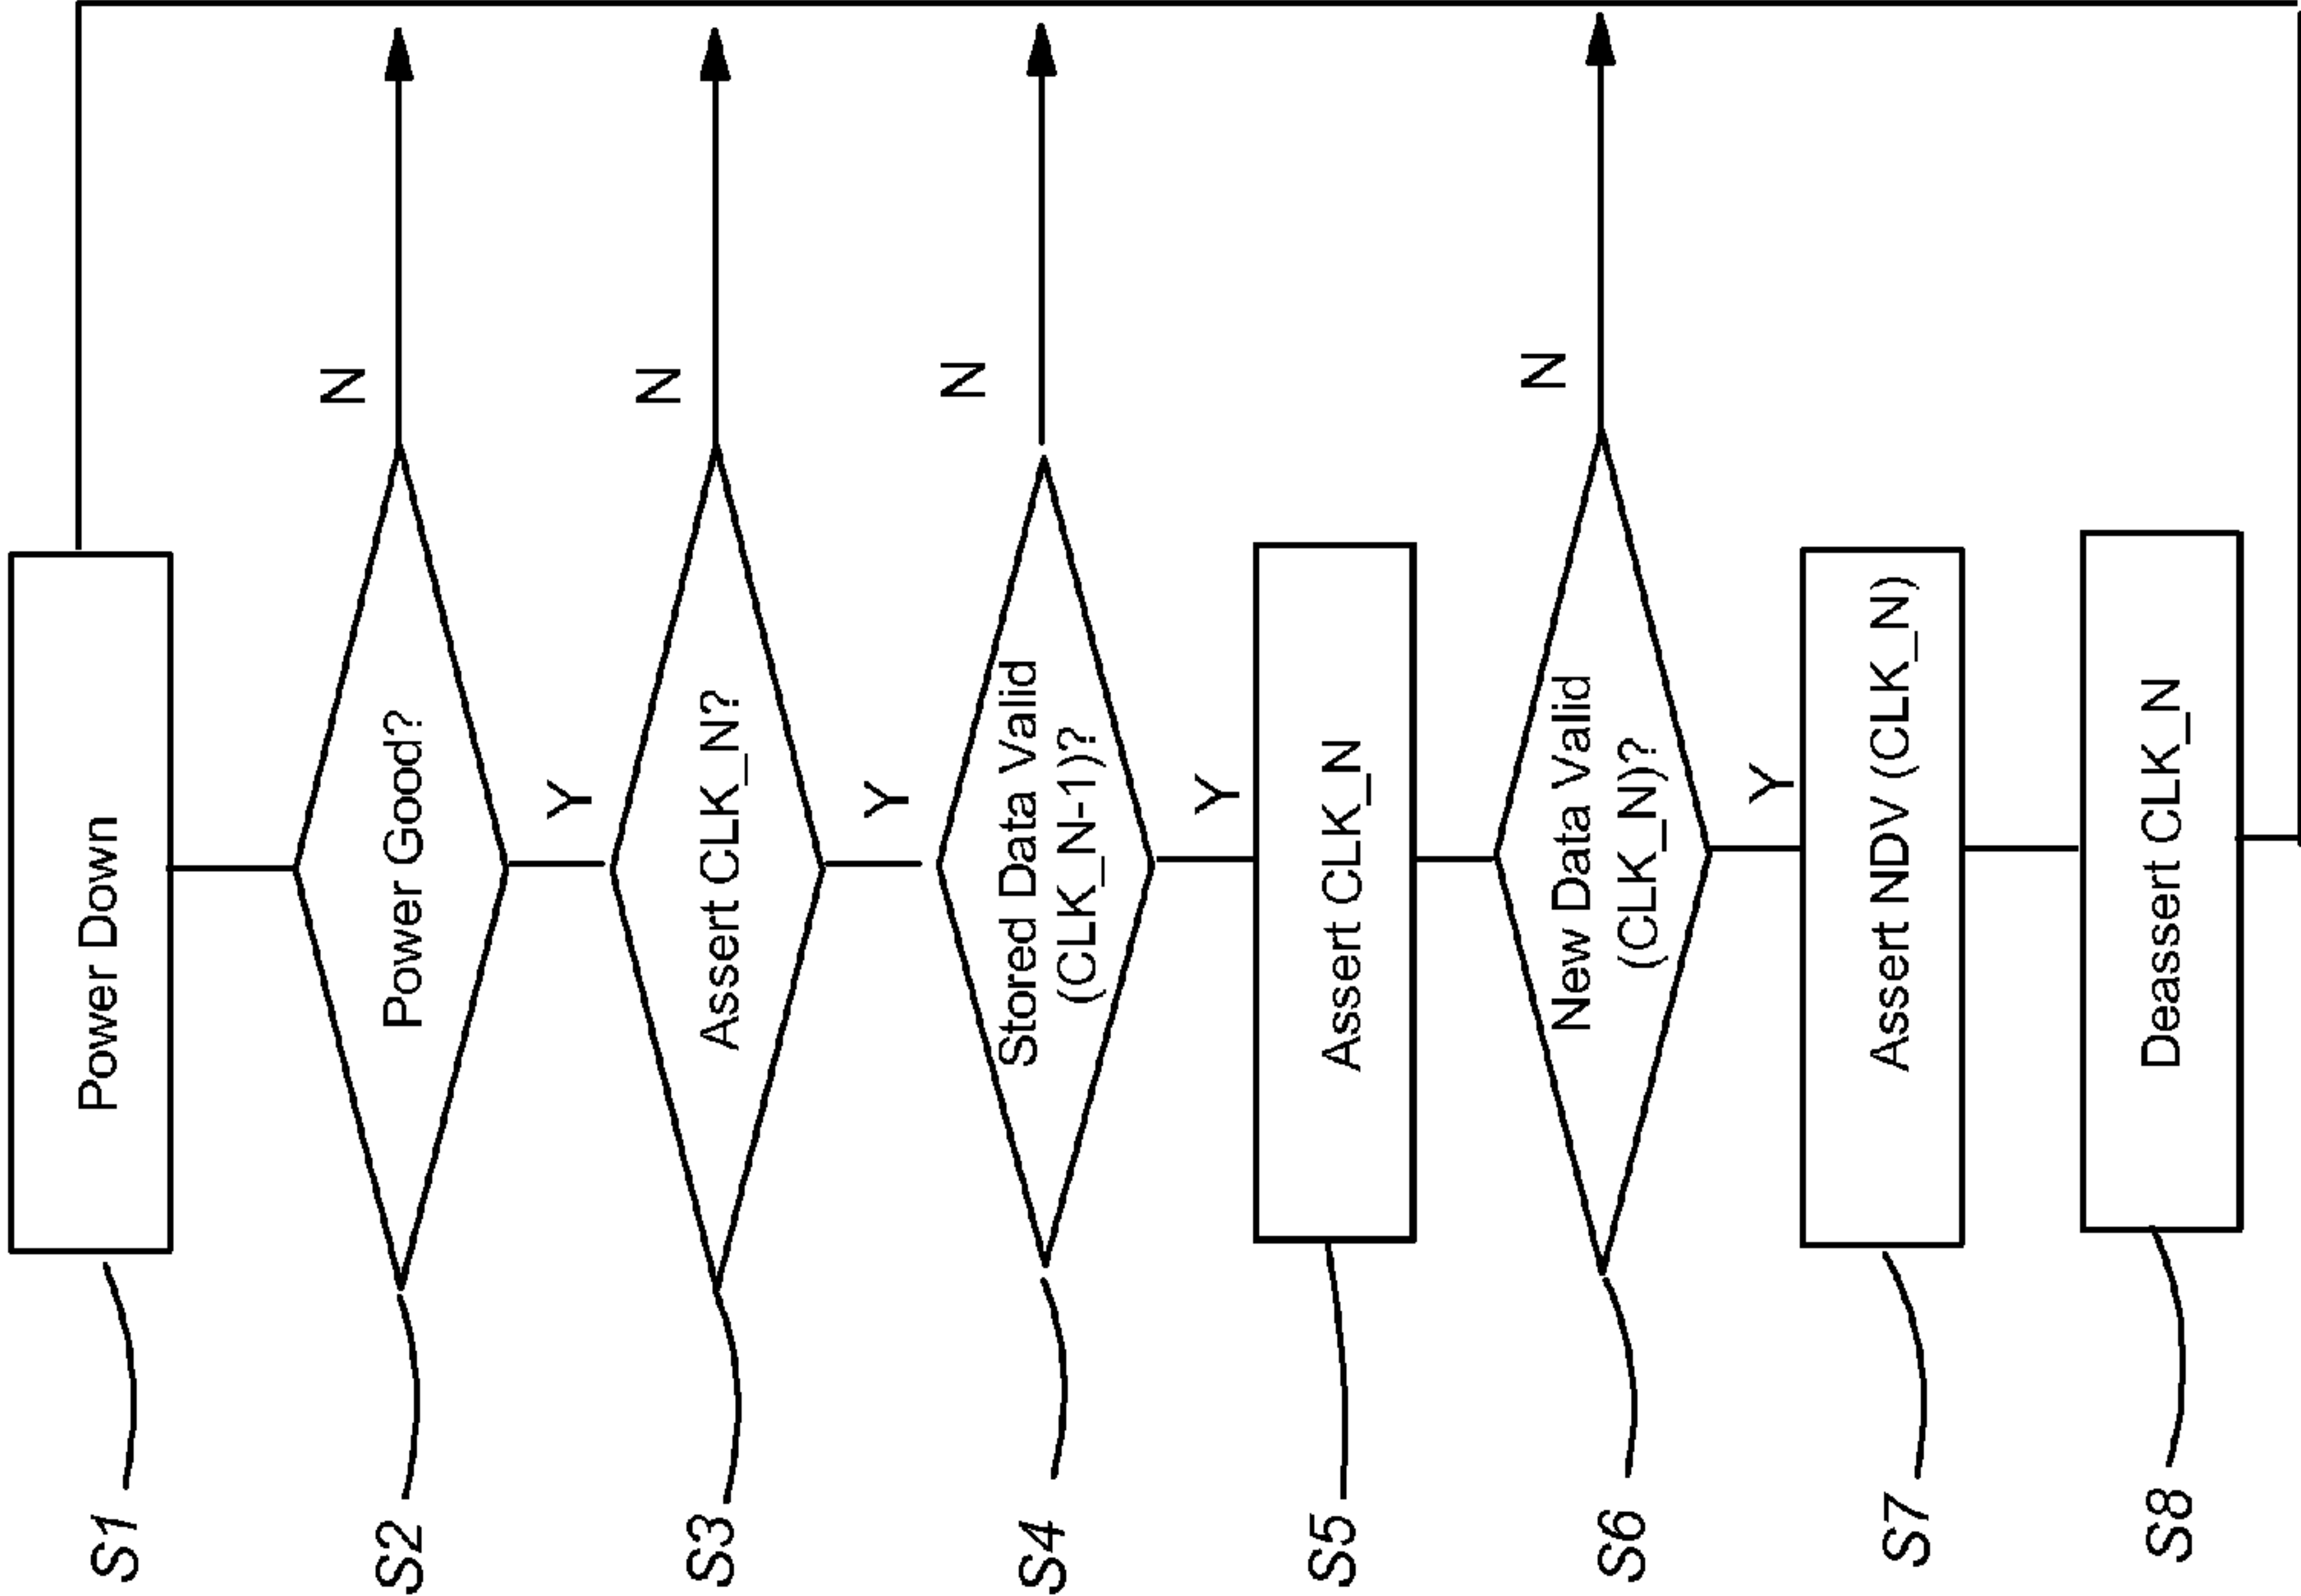 S1
Power Down
S2
Power Good?
N
Y
S3
Assert CLK_N?
N
Y
S4
Stored Data Valid
(CLK_N-1)?
N
Y
S5
Assert CLK_N
S6
New Data Valid
(CLK_N)?
N
Y
S7
Assert NDV (CLK_N)
S8
Deassert CLK_N